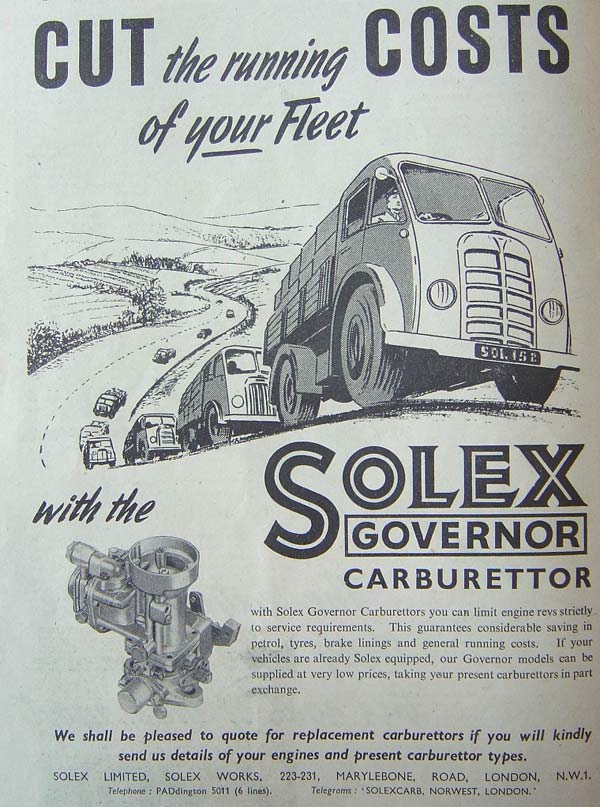 CUT the running COSTS
of your Fleet
SOL 152
with the
SOLEX
GOVERNOR
CARBURETTOR
with Solex Governor Carburettors you can limit engine revs strictly
to service requirements. This guarantees considerable saving in
petrol, tyres, brake linings and general running costs. If your
vehicles are already Solex equipped, our Governor models can be
supplied at very low prices, taking your present carburettors in part
exchange.
We shall be pleased to quote for replacement carburettors if you will kindly
send us details of your engines and present carburettor types.
SOLEX LIMITED, SOLEX WORKS, 223-231, MARYLEBONE, ROAD, LONDON, N.W.1.
Telephone : PADdington 5011 (6 lines). Telegrams : 'SOLEXCARB, NORWEST, LONDON.'